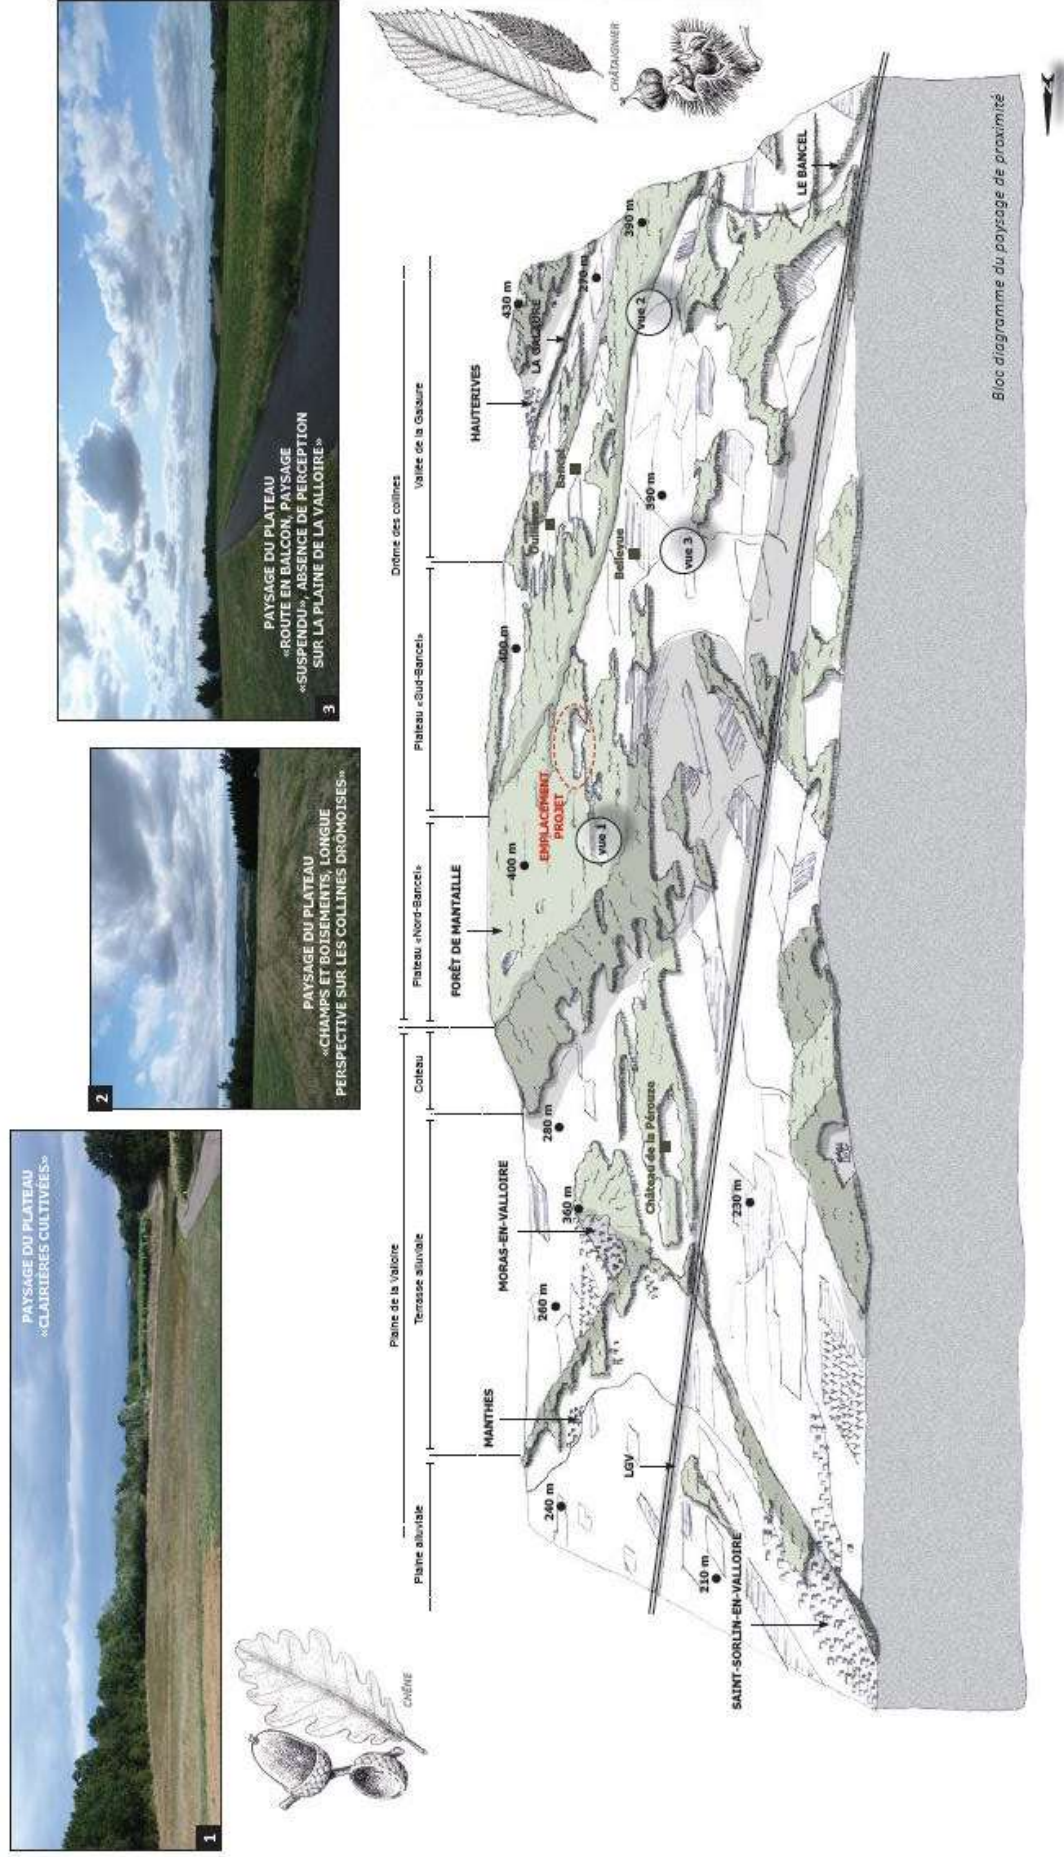 PAYSAGE DU PLATEAU
«CLAIRIÈRES CULTIVÉES»
1
2
PAYSAGE DU PLATEAU
«CHAMPS ET BOISEMENTS, LONGUE
PERSPECTIVE SUR LES COLLINES DRÔMOISES»
PAYSAGE DU PLATEAU
«ROUTE EN BALCON, PAYSAGE
«SUSPENDU», ABSENCE DE PERCEPTION
SUR LA PLAINE DE LA VALLOIRE»
3
CHÊNE
CHÂTAIGNIER
Plaine de la Valloire
Drôme des collines
Plaine alluviale
Terrasse alluviale
Coteau
Plateau «Nord-Bancel»
Plateau «Sud-Bancel»
Vallée de la Galaure
MANTHES
MORAS-EN-VALLOIRE
FORÊT DE MANTAILLE
HAUTERIVES
240 m
260 m
360 m
280 m
400 m
400 m
430 m
LA GALAURE
270 m
390 m
EMPLACEMENT
PROJET
vue 1
Bancel
Bellevue
vue 2
LE BANCEL
Château de la Pérouze
390 m
vue 3
LGV
210 m
230 m
SAINT-SORLIN-EN-VALLOIRE
Bloc diagramme du paysage de proximité